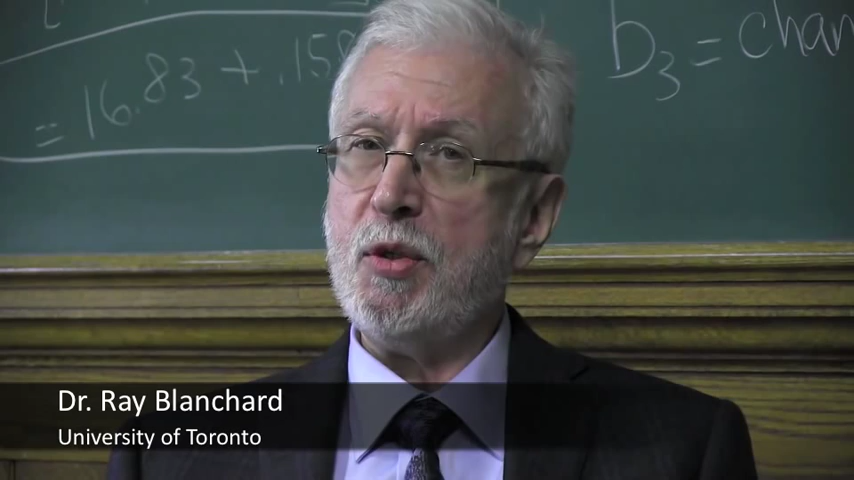 = 16.83 + .158
b₃ = chan
Dr. Ray Blanchard
University of Toronto